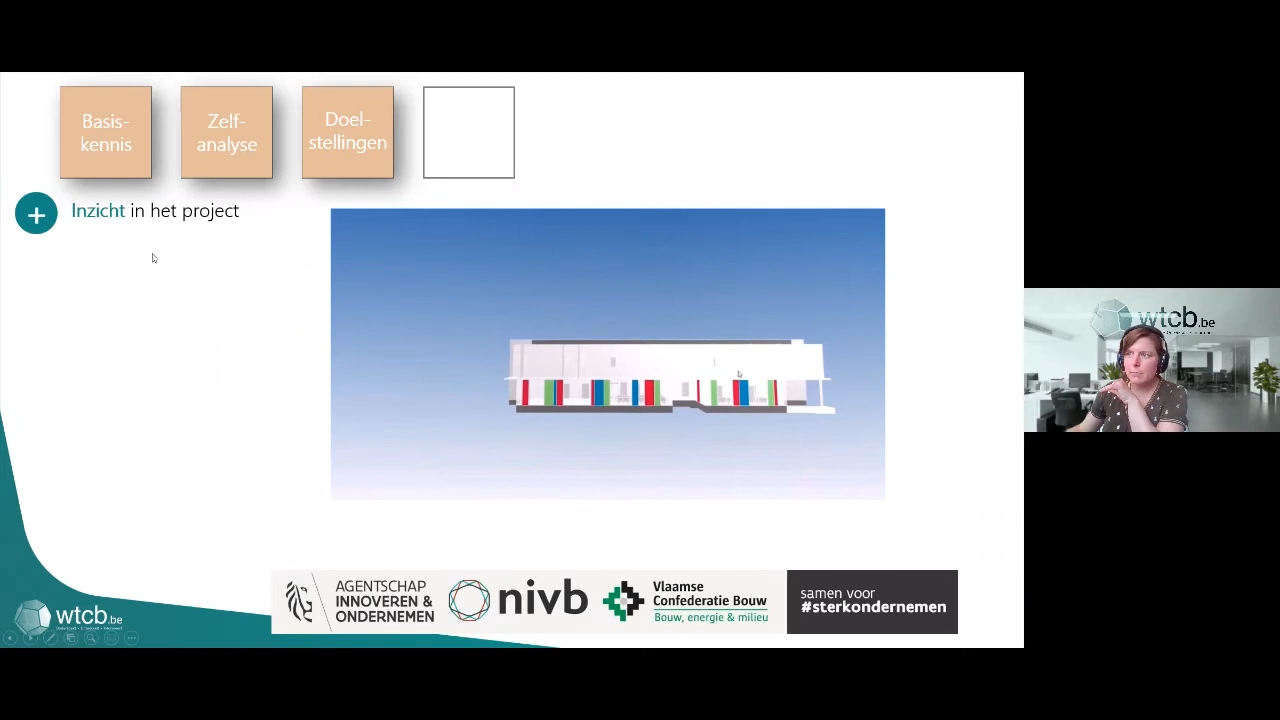 Basis-
kennis
Zelf-
analyse
Doel-
stellingen
+ Inzicht in het project
wtcb.be
AGENTSCHAP
INNOVEREN &
ONDERNEMEN
nivb
Vlaamse
Confederatie Bouw
Bouw, energie & milieu
samen voor
#sterkondernemen
wtcb.be